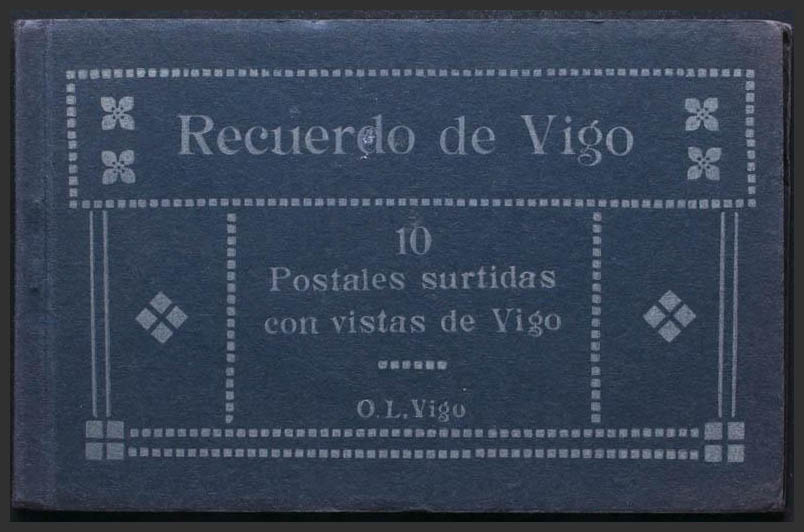 Recuerdo de Vigo
10
Postales surtidas
con vistas de Vigo
O. L. Vigo